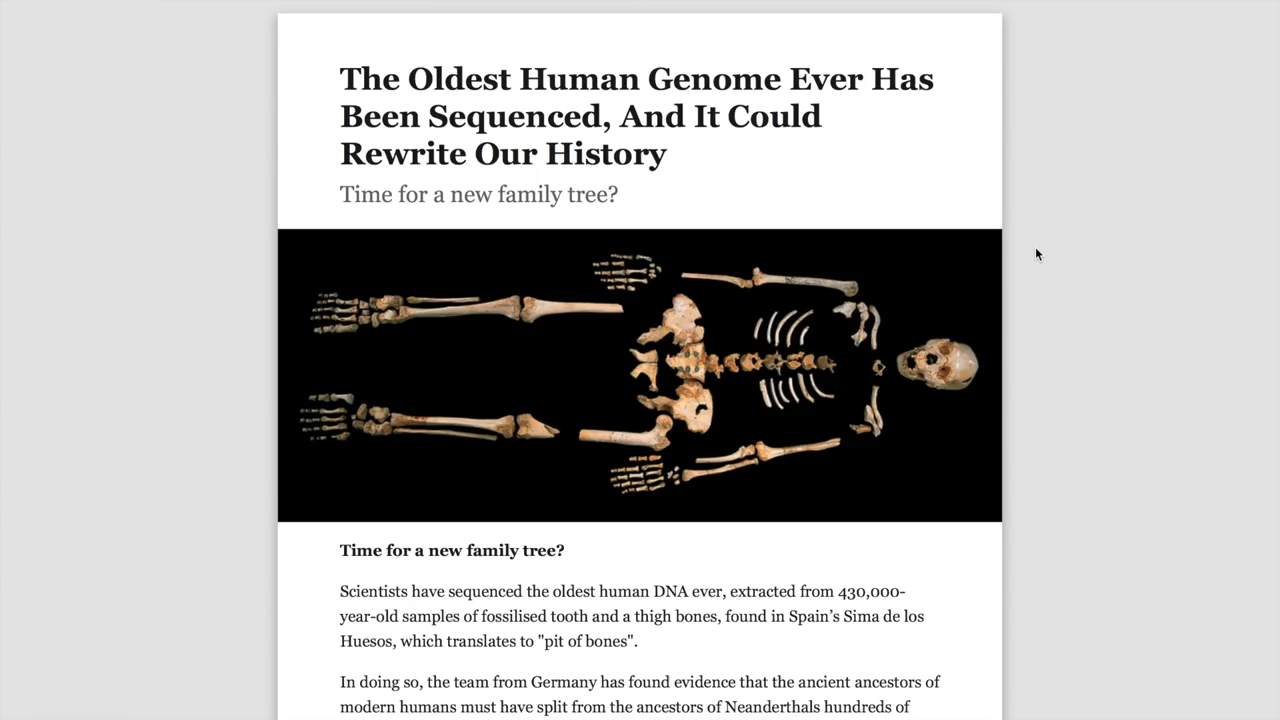 The Oldest Human Genome Ever Has
Been Sequenced, And It Could
Rewrite Our History
Time for a new family tree?
Time for a new family tree?
Scientists have sequenced the oldest human DNA ever, extracted from 430,000-
year-old samples of fossilised tooth and a thigh bones, found in Spain’s Sima de los
Huesos, which translates to "pit of bones".
In doing so, the team from Germany has found evidence that the ancient ancestors of
modern humans must have split from the ancestors of Neanderthals hundreds of